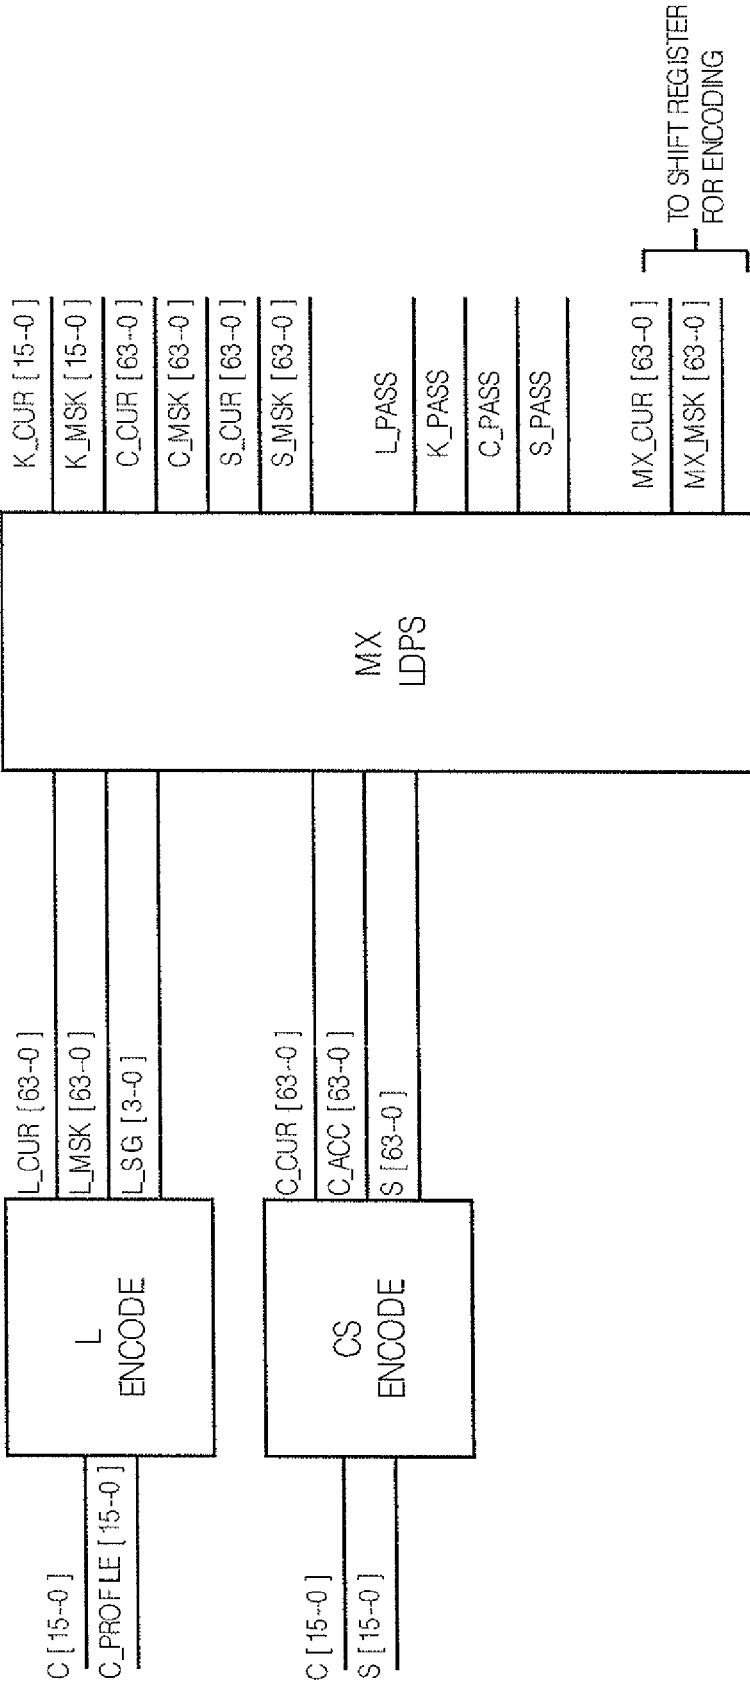 C [ 15--0 ]
C_PROFILE [ 15--0 ]
L
ENCODE
L_CUR [ 63--0 ]
L_MSK [ 63--0 ]
L_SG [ 3--0 ]
C [ 15--0 ]
S [ 15--0 ]
CS
ENCODE
C_CUR [ 63--0 ]
C_ACC [ 63--0 ]
S [ 63--0 ]
MX
LDPS
K_CUR [ 15--0 ]
K_MSK [ 15--0 ]
C_CUR [ 63--0 ]
C_MSK [ 63--0 ]
S_CUR [ 63--0 ]
S_MSK [ 63--0 ]
L_PASS
K_PASS
C_PASS
S_PASS
MX_CUR [ 63--0 ]
MX_MSK [ 63--0 ]
TO SHIFT REGISTER
FOR ENCODING